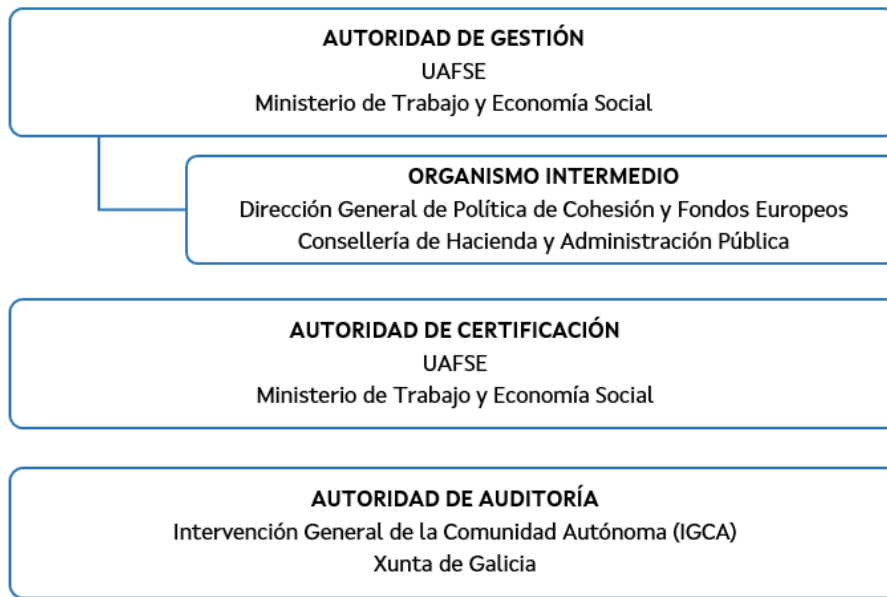 AUTORIDAD DE GESTIÓN
UAFSE
Ministerio de Trabajo y Economía Social
ORGANISMO INTERMEDIO
Dirección General de Política de Cohesión y Fondos Europeos
Consellería de Hacienda y Administración Pública
AUTORIDAD DE CERTIFICACIÓN
UAFSE
Ministerio de Trabajo y Economía Social
AUTORIDAD DE AUDITORÍA
Intervención General de la Comunidad Autónoma (IGCA)
Xunta de Galicia